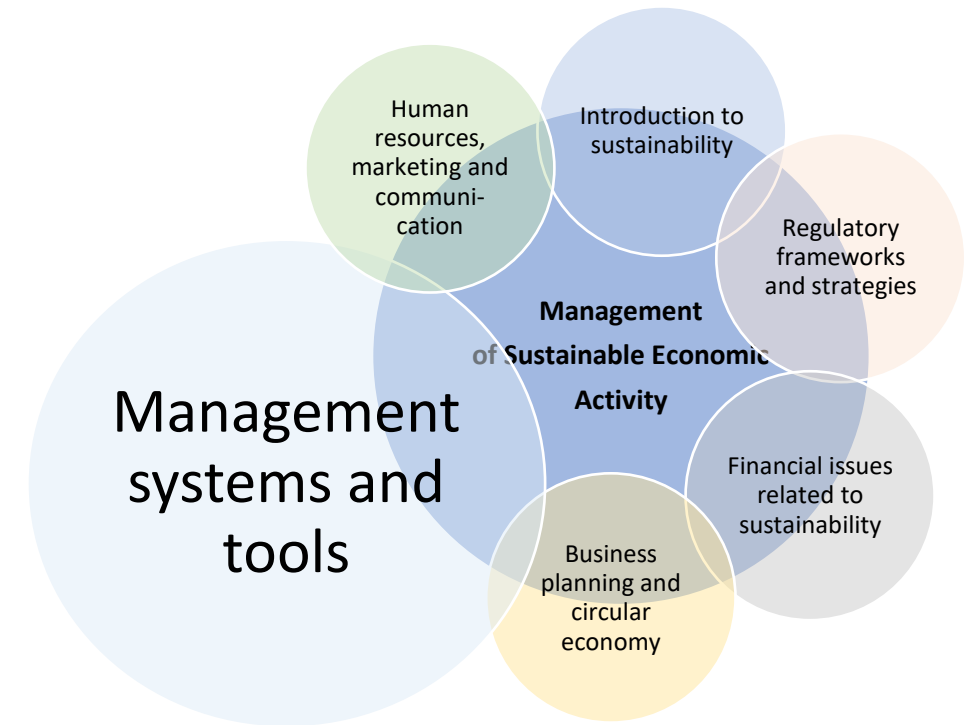 Human
resources,
marketing and
communi-
cation
Introduction to
sustainability
Regulatory
frameworks
and strategies
Management
of Sustainable Economic
Activity
Management
systems and
tools
Financial issues
related to
sustainability
Business
planning and
circular
economy